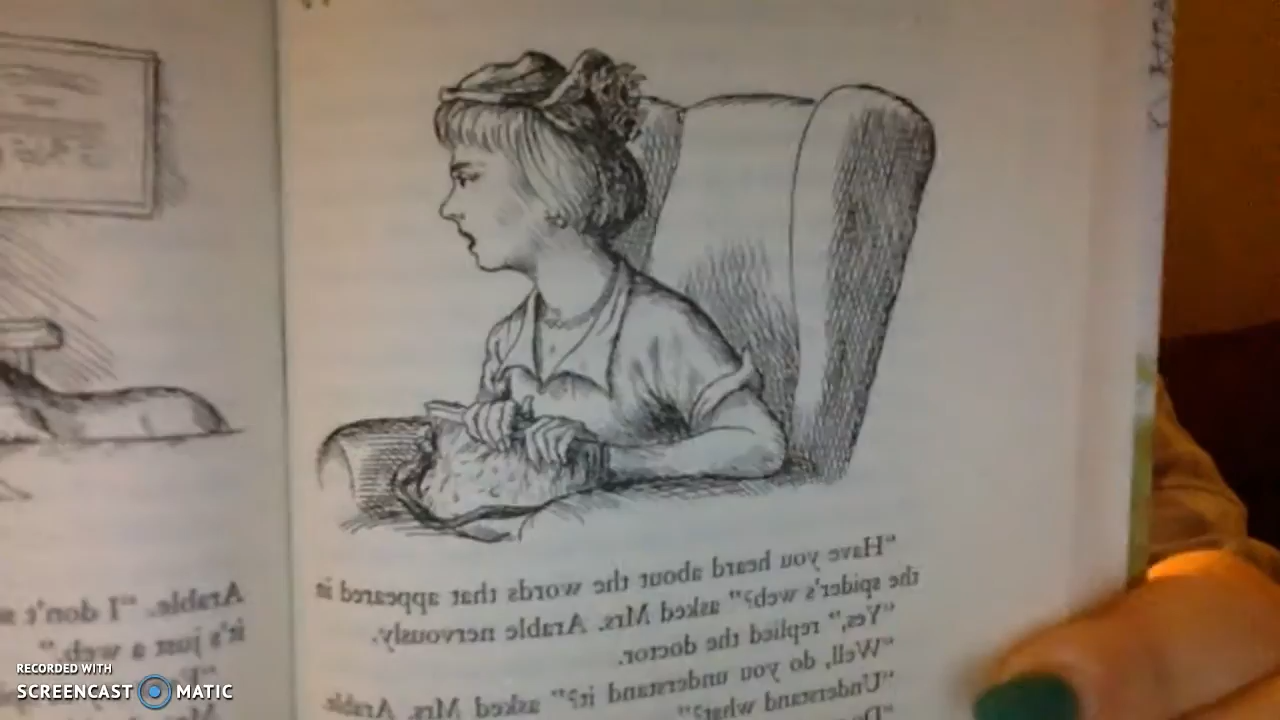 "Have you heard about the words that appeared in
the spider's web?" asked Mrs. Arable nervously.
"Yes," replied the doctor.
"Well, do you understand it?" asked Mrs. Arable.
"Understand what?"
Arable. "I don't
it's just a web."
RECORDED WITH
SCREENCAST MATIC